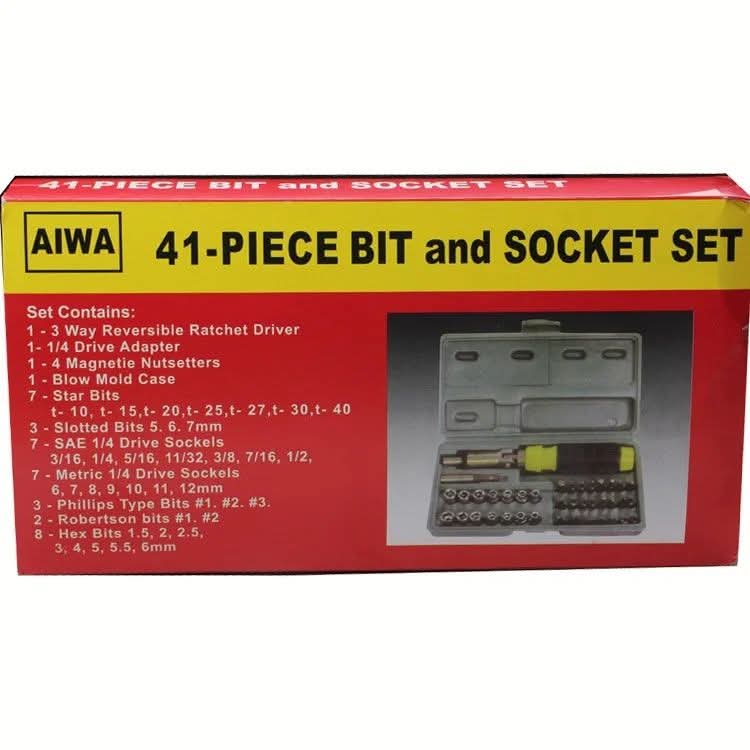 41-PIECE BIT and SOCKET SET
AIWA
41-PIECE BIT and SOCKET SET
Set Contains:
1 - 3 Way Reversible Ratchet Driver
1- 1/4 Drive Adapter
1 - 4 Magnetie Nutsetters
1 - Blow Mold Case
7 - Star Bits
t- 10, t- 15,t- 20,t- 25,t- 27,t- 30,t- 40
3 - Slotted Bits 5. 6. 7mm
7 - SAE 1/4 Drive Sockels
3/16, 1/4, 5/16, 11/32, 3/8, 7/16, 1/2,
7 - Metric 1/4 Drive Sockels
6, 7, 8, 9, 10, 11, 12mm
3 - Phillips Type Bits #1. #2. #3.
2 - Robertson bits #1. #2
8 - Hex Bits 1.5, 2, 2.5,
3, 4, 5, 5.5, 6mm